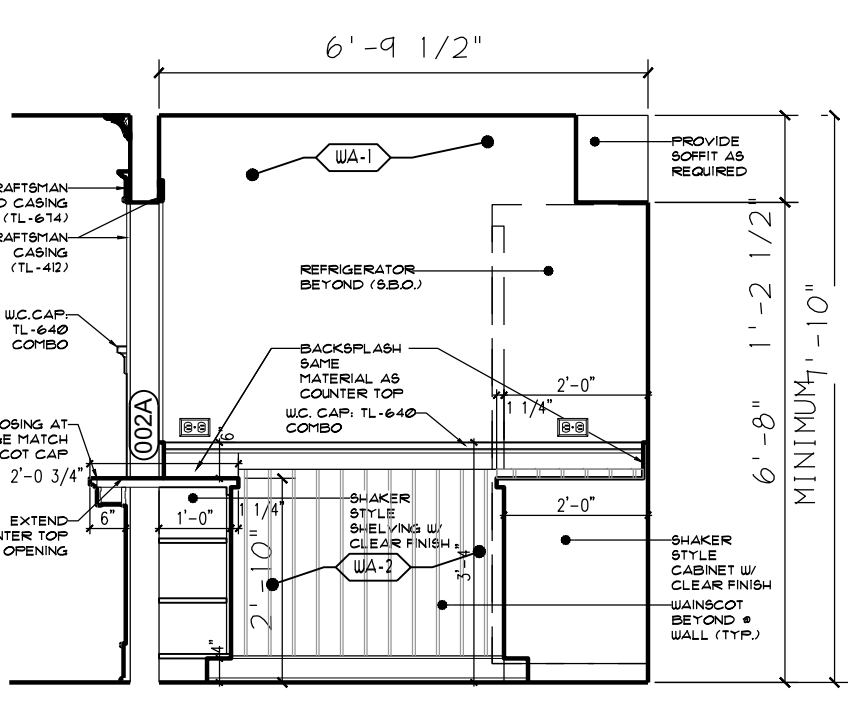 6'-9 1/2"
WA-1
PROVIDE
SOFFIT AS
REQUIRED
RAFTSMAN
D CASING
(TL-674)
RAFTSMAN
CASING
(TL-412)
REFRIGERATOR
BEYOND (S.B.O.)
1'-2 1/2"
7'-10"
MINIMUM
6'-8"
W.C.CAP:
TL-640
COMBO
BACKSPLASH
SAME
MATERIAL AS
COUNTER TOP
W.C. CAP: TL-640
COMBO
2'-0"
1 1/4"
002A
6"
OSING AT
GE MATCH
SCOT CAP
2'-0 3/4"
6"
1'-0"
1 1/4"
EXTEND
NTER TOP
OPENING
SHAKER
STYLE
SHELVING W/
CLEAR FINISH
WA-2
2'-10"
3'-4"
4"
2'-0"
SHAKER
STYLE
CABINET W/
CLEAR FINISH
WAINSCOT
BEYOND @
WALL (TYP.)